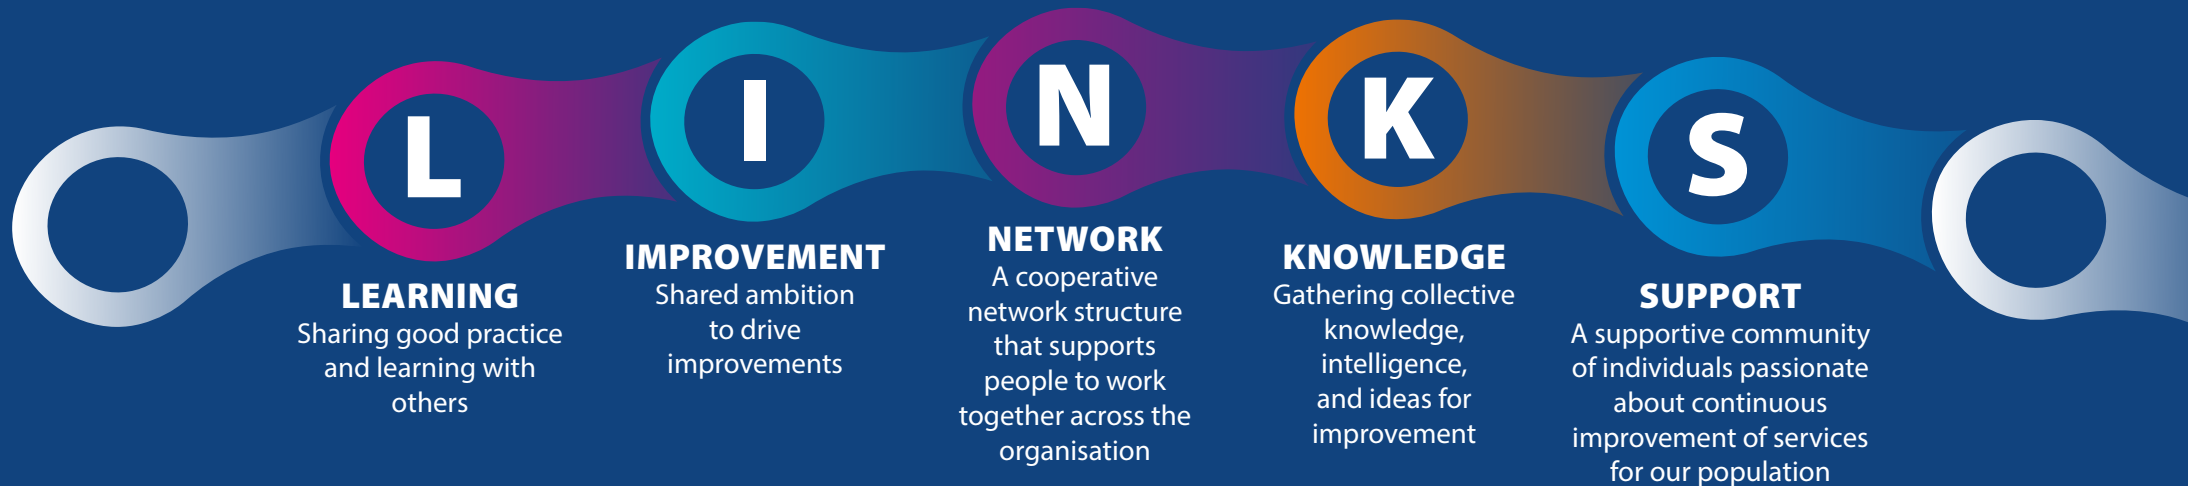 L
I
N
K
S
LEARNING
Sharing good practice
and learning with
others
IMPROVEMENT
Shared ambition
to drive
improvements
NETWORK
A cooperative
network structure
that supports
people to work
together across the
organisation
KNOWLEDGE
Gathering collective
knowledge,
intelligence,
and ideas for
improvement
SUPPORT
A supportive community
of individuals passionate
about continuous
improvement of services
for our population